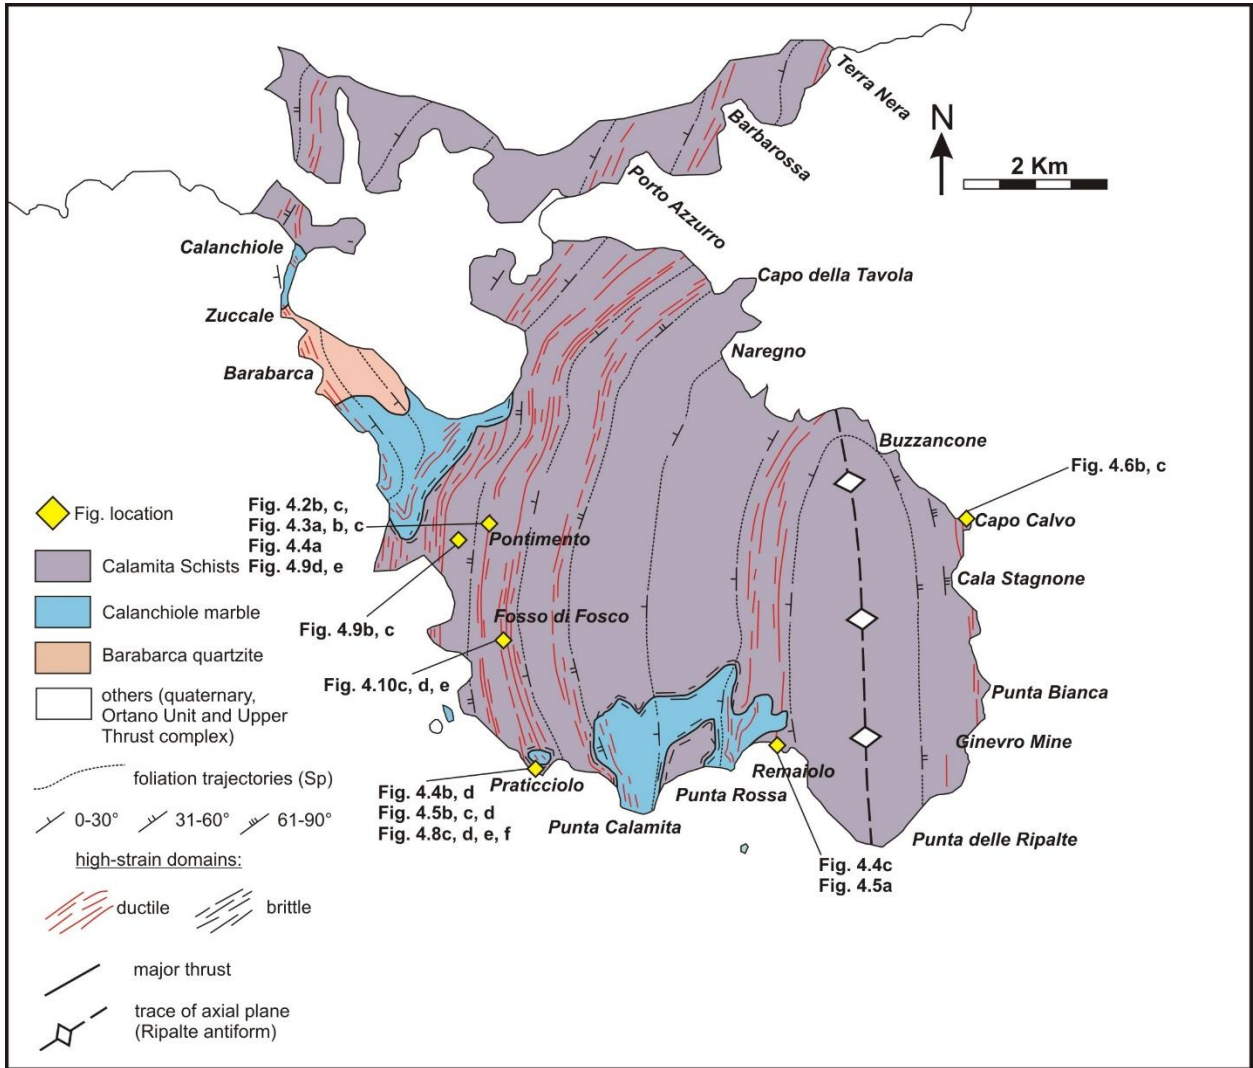 Terra Nera
N
Barbarossa
2 Km
Porto Azzurro
Calanchiole
Capo della Tavola
Zuccale
Naregno
Barabarca
Buzzancone
Fig. 4.6b, c
Fig. location
Fig. 4.2b, c,
Fig. 4.3a, b, c
Fig. 4.4a
Fig. 4.9d, e
Capo Calvo
Pontimento
Calamita Schists
Cala Stagnone
Calanchiole marble
Fosso di Fosco
Fig. 4.9b, c
Barabarca quartzite
Fig. 4.10c, d, e
Punta Bianca
others (quaternary,
Ortano Unit and Upper
Thrust complex)
Ginevro Mine
Remaiolo
foliation trajectories (Sp)
Praticciolo
Punta Rossa
Fig. 4.4b, d
Fig. 4.5b, c, d
Fig. 4.8c, d, e, f
0-30°
31-60°
61-90°
Punta Calamita
Punta delle Ripalte
Fig. 4.4c
Fig. 4.5a
high-strain domains:
ductile
brittle
major thrust
trace of axial plane
(Ripalte antiform)